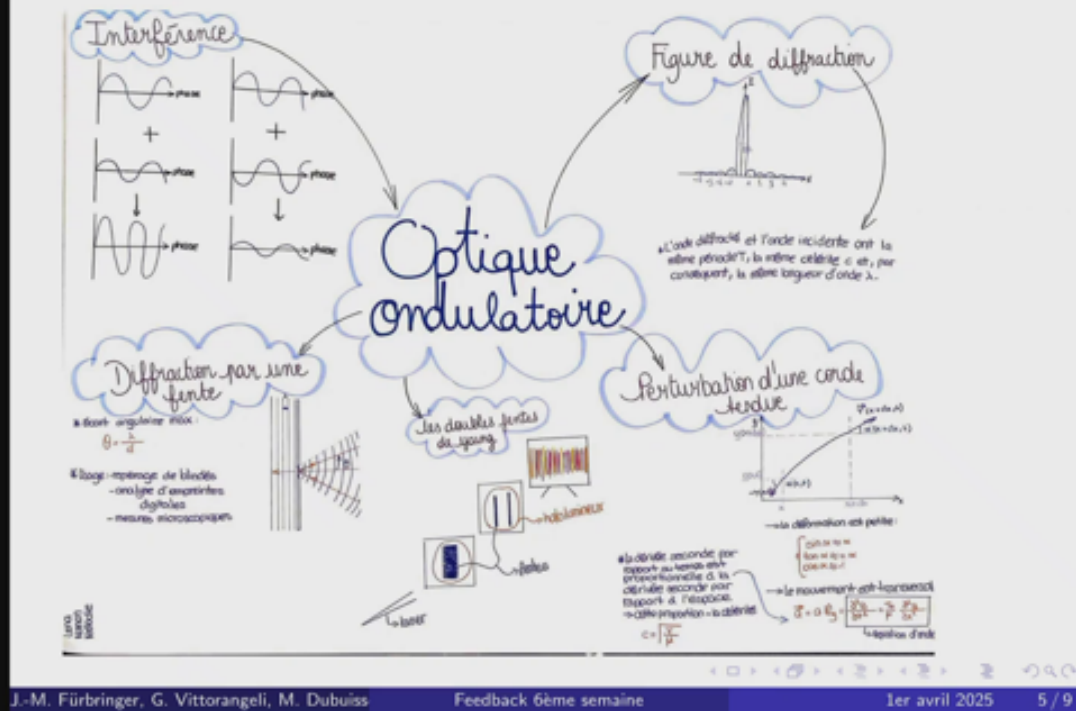 Interférence
phase
phase
+
+
phase
phase
phase
phase
Figure de diffraction
L'onde diffracté et l'onde incidente ont la
même période T, la même célérité c et, par
conséquent, la même longueur d'onde λ.
Optique
ondulatoire
Diffraction par une
fente
Écart angulaire max :
θ = λ/d
Usage : repérage de blindés
- analyse d'empreintes
digitales
- mesures microscopiques
les doubles fentes
de young
halo lumineux
fentes
laser
Perturbation d'une corde
tendue
→ la déformation est petite :
la dérivée seconde par
rapport au temps est
proportionnelle à la
dérivée seconde par
rapport à l'espace.
→ cette proportion = la célérité
→ le mouvement est transversal
équation d'onde
Lena
J.-M. Fürbringer, G. Vittorangeli, M. Dubuiss
Feedback 6ème semaine
1er avril 2025
5 / 9